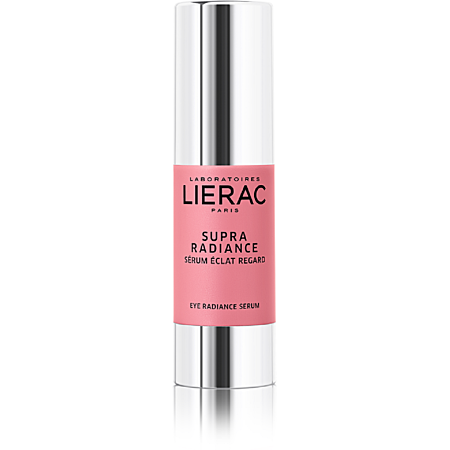 LABORATOIRES
LIERAC
PARIS
SUPRA
RADIANCE
SÉRUM ÉCLAT REGARD
EYE RADIANCE SERUM